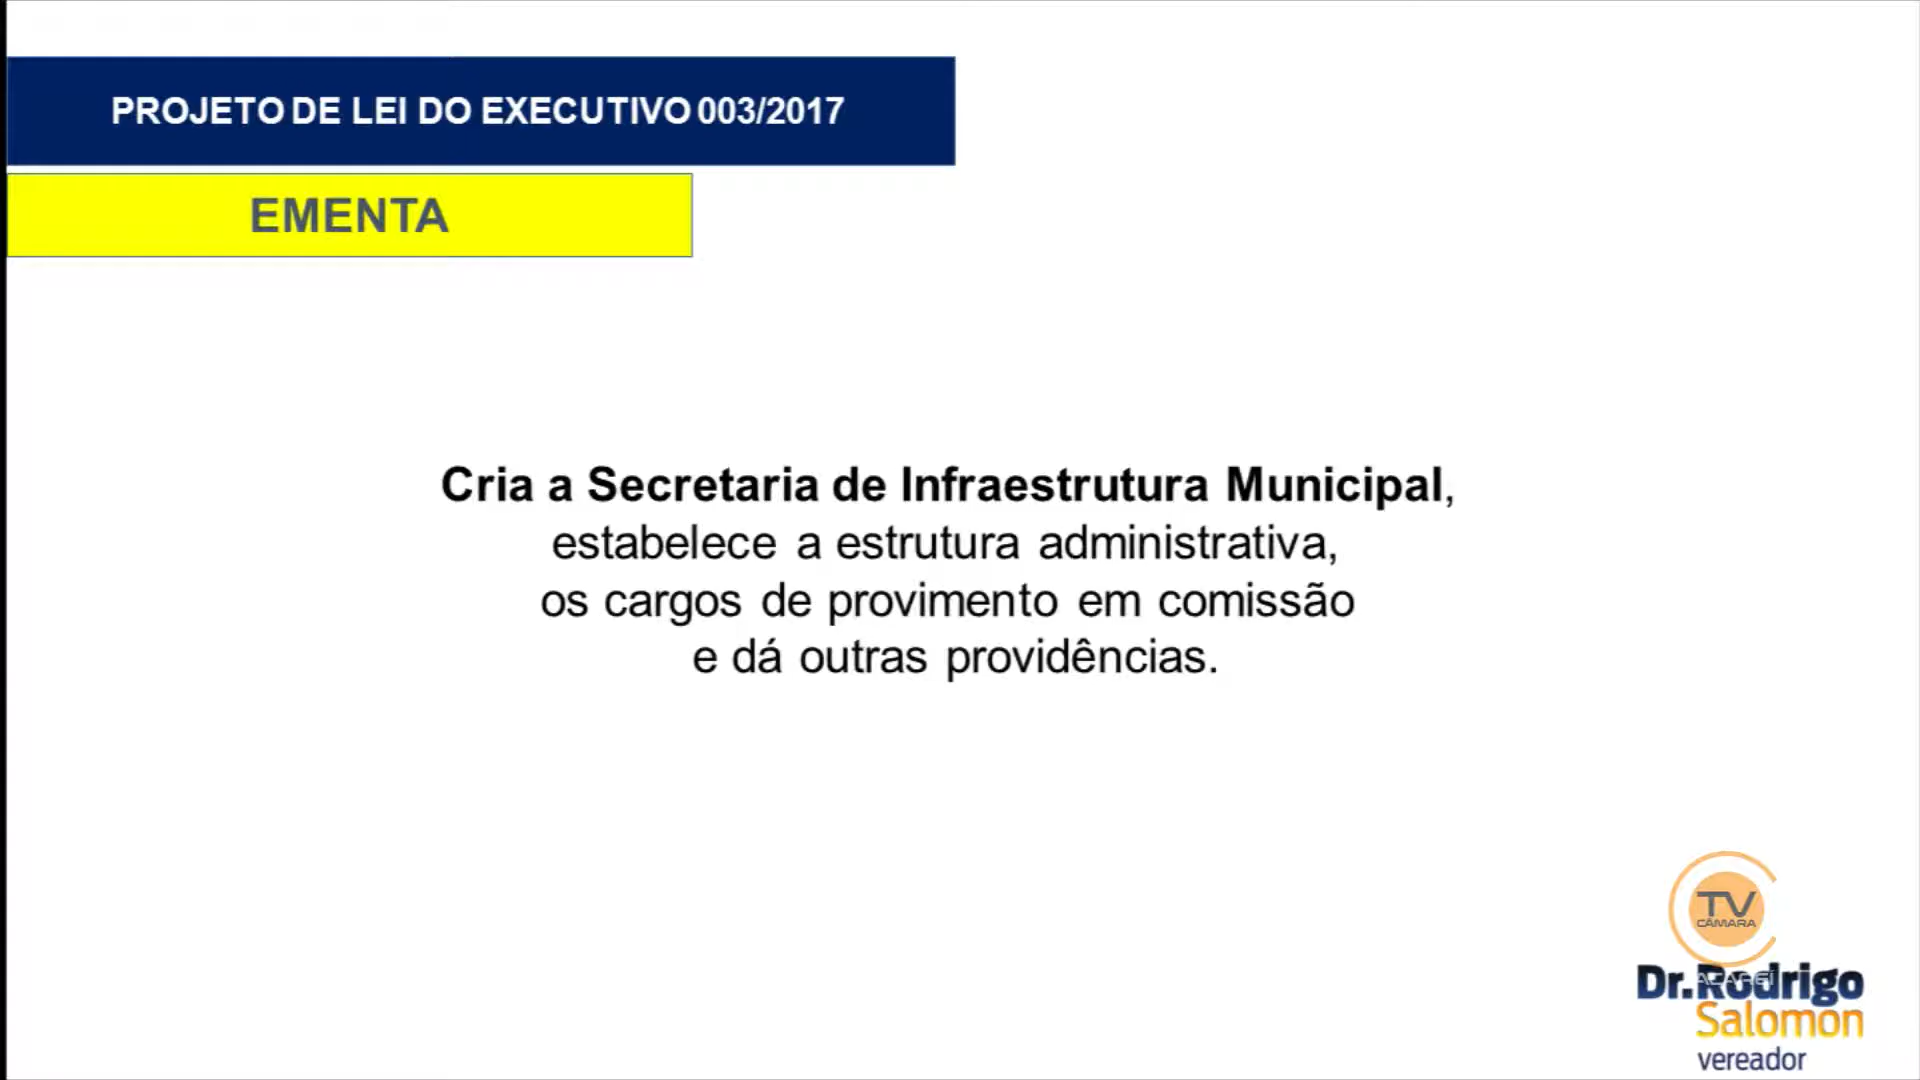 PROJETO DE LEI DO EXECUTIVO 003/2017
EMENTA
Cria a Secretaria de Infraestrutura Municipal,
estabelece a estrutura administrativa,
os cargos de provimento em comissão
e dá outras providências.
TV
CÂMARA
Dr. Rodrigo
Salomon
vereador